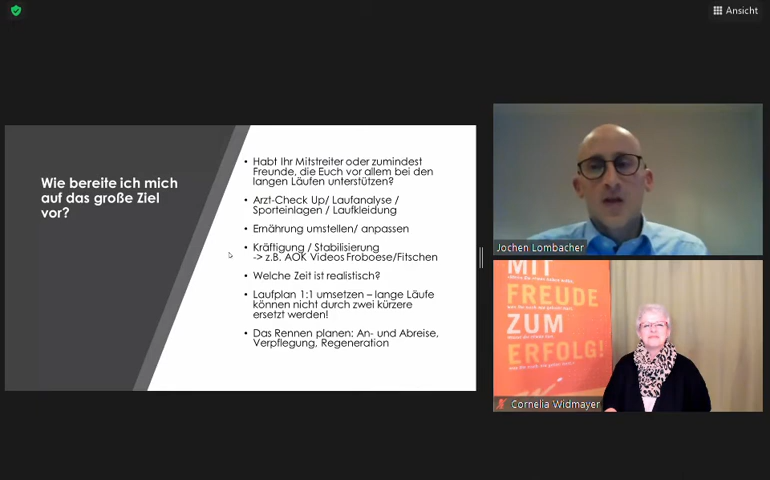 Ansicht
Wie bereite ich mich
auf das große Ziel
vor?
• Habt Ihr Mitstreiter oder zumindest
Freunde, die Euch vor allem bei den
langen Läufen unterstützen?
• Arzt-Check Up/ Laufanalyse /
Sporteinlagen / Laufkleidung
• Ernährung umstellen/ anpassen
• Kräftigung / Stabilisierung
-> z.B. AOK Videos Froboese/Fitschen
• Welche Zeit ist realistisch?
• Laufplan 1:1 umsetzen – lange Läufe
können nicht durch zwei kürzere
ersetzt werden!
• Das Rennen planen: An- und Abreise,
Verpflegung, Regeneration
Jochen Lombacher
MIT
FREUDE
ZUM
ERFOLG!
Cornelia Widmayer